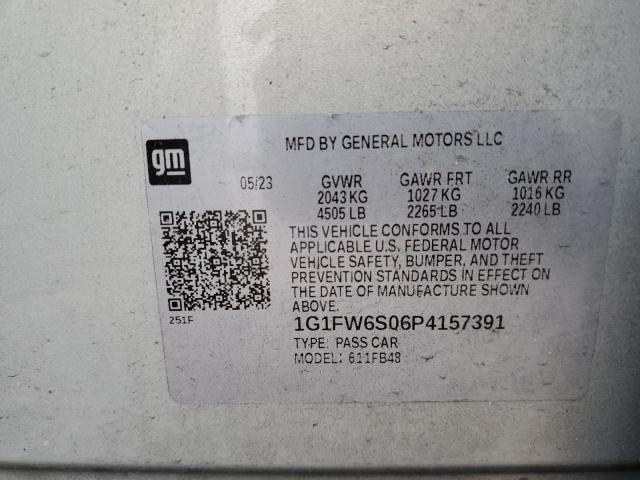 gm
MFD BY GENERAL MOTORS LLC
05/23 GVWR GAWR FRT GAWR RR
2043 KG 1027 KG 1016 KG
4505 LB 2265 LB 2240 LB
THIS VEHICLE CONFORMS TO ALL
APPLICABLE U.S. FEDERAL MOTOR
VEHICLE SAFETY, BUMPER, AND THEFT
PREVENTION STANDARDS IN EFFECT ON
THE DATE OF MANUFACTURE SHOWN
ABOVE.
251F
1G1FW6S06P4157391
TYPE: PASS CAR
MODEL: 611FB48